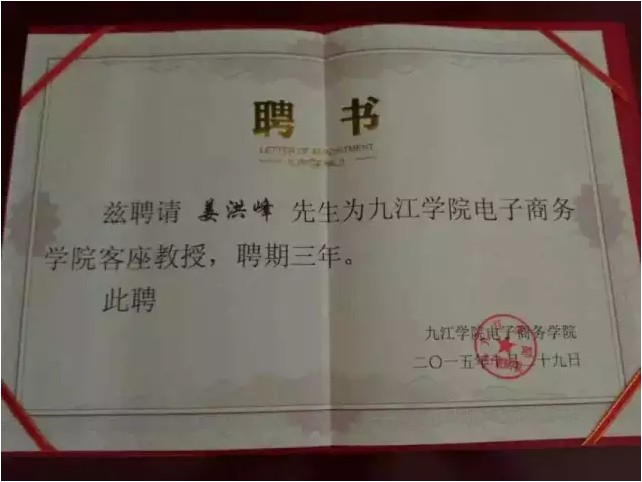 聘 书
LETTER OF APPOINTMENT
兹聘请 姜洪峰 先生为九江学院电子商务
学院客座教授，聘期三年。
此聘
九江学院电子商务学院
二〇一五年十月二十九日